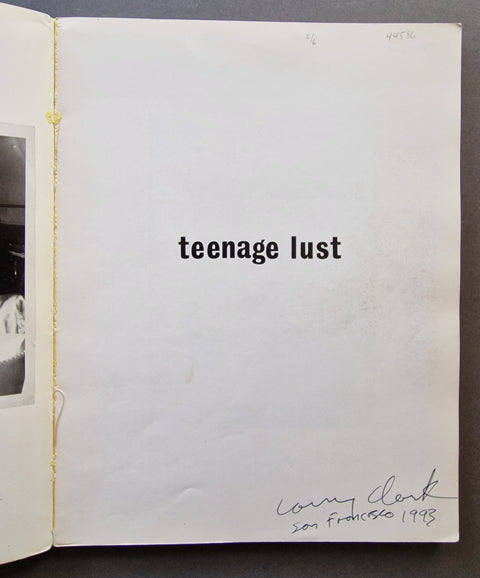 2/6 44586
teenage lust
Larry Clark
San Francisco 1993